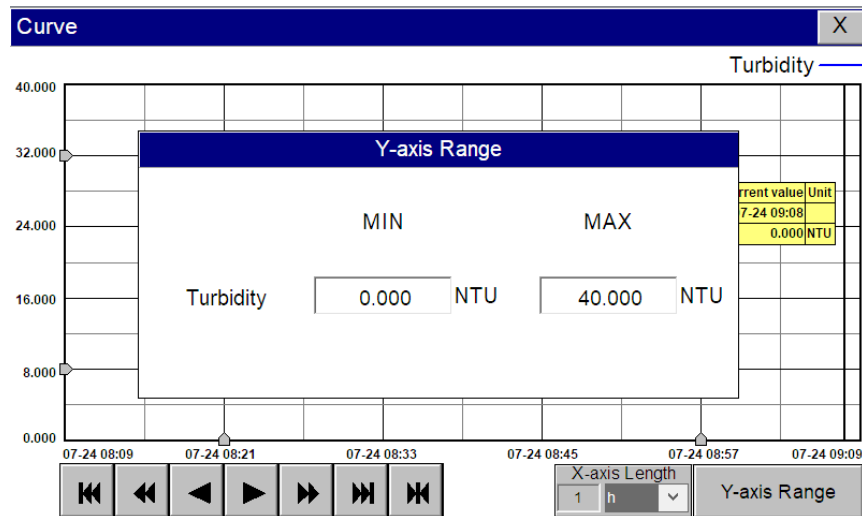 Curve X
Turbidity
40.000
32.000
24.000
16.000
8.000
0.000
Y-axis Range
MIN MAX
Turbidity 0.000 NTU 40.000 NTU
rrent value Unit
7-24 09:08
0.000 NTU
07-24 08:09 07-24 08:21 07-24 08:33 07-24 08:45 07-24 08:57 07-24 09:09
X-axis Length
1 h
Y-axis Range